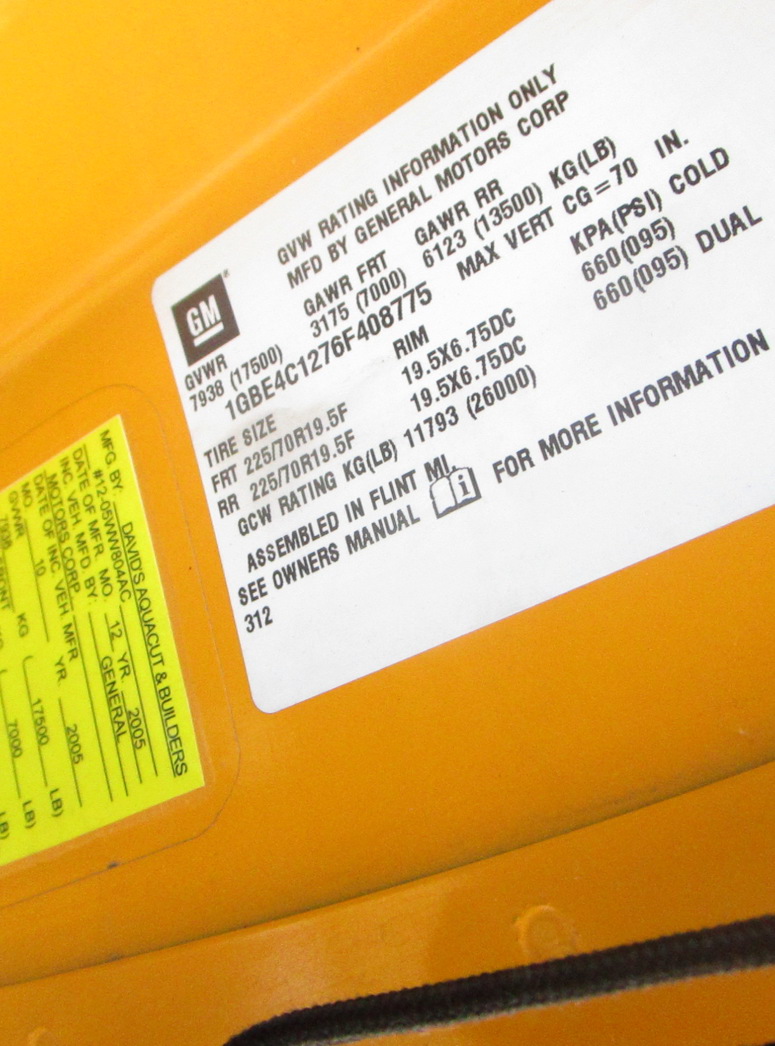 GM®
GVW RATING INFORMATION ONLY
MFD BY GENERAL MOTORS CORP
GVWR GAWR FRT GAWR RR
7938 (17500) 3175 (7000) 6123 (13500) KG(LB)
1GBE4C1276F408775 MAX VERT CG=70 IN.
TIRE SIZE RIM KPA(PSI) COLD
FRT 225/70R19.5F 19.5X6.75DC 660(095)
RR 225/70R19.5F 19.5X6.75DC 660(095) DUAL
GCW RATING KG(LB) 11793 (26000)
ASSEMBLED IN FLINT MI,
SEE OWNERS MANUAL i FOR MORE INFORMATION
312
MFG. BY: DAVID'S AQUACUT & BUILDERS
#12-05WW804AC
DATE OF MFR. MO. 12 YR. 2005
INC. VEH. MFD. BY: GENERAL
MOTORS CORP.
DATE OF INC. VEH MFR
MO 10 YR. 2005
GVWR 7938 KG ( 17500 LB)
( 7000 LB)